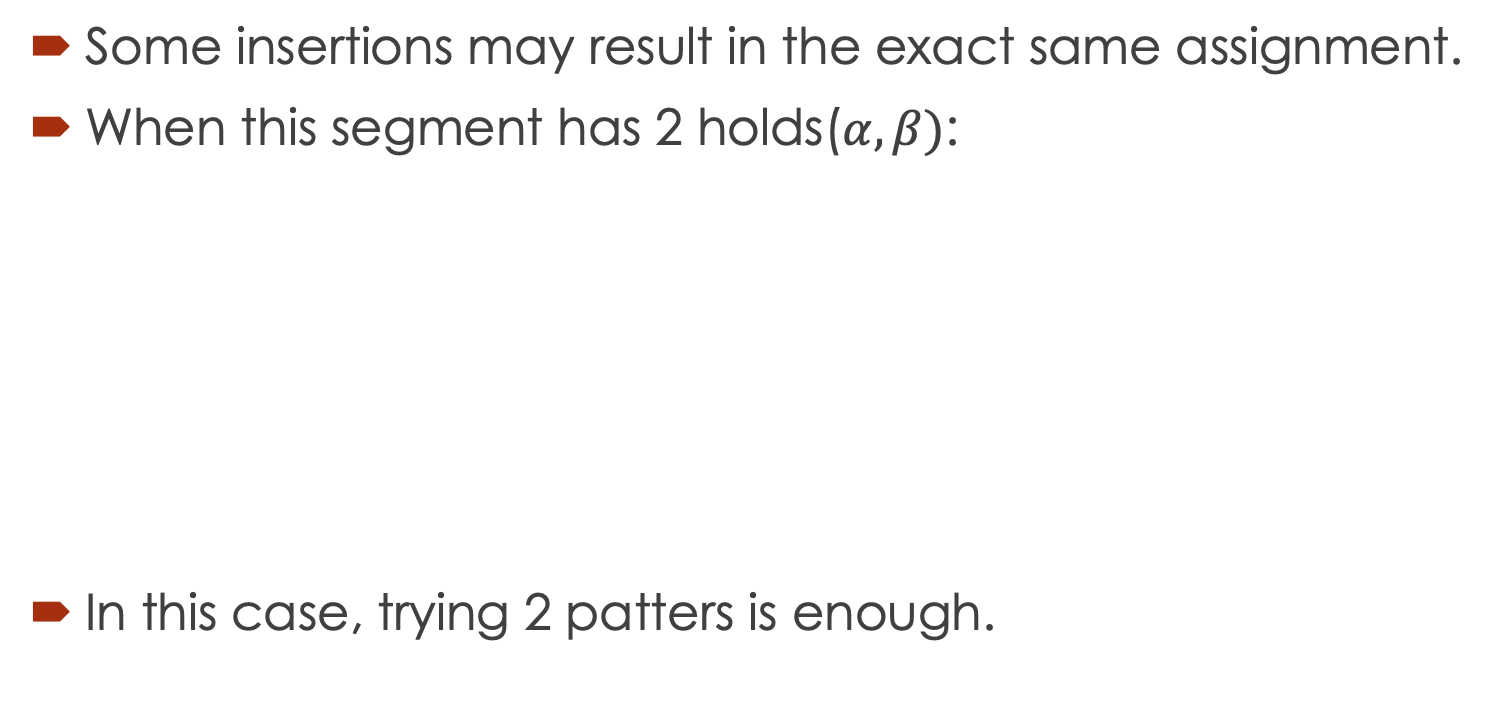 Some insertions may result in the exact same assignment.
When this segment has 2 holds(α, β):
In this case, trying 2 patters is enough.